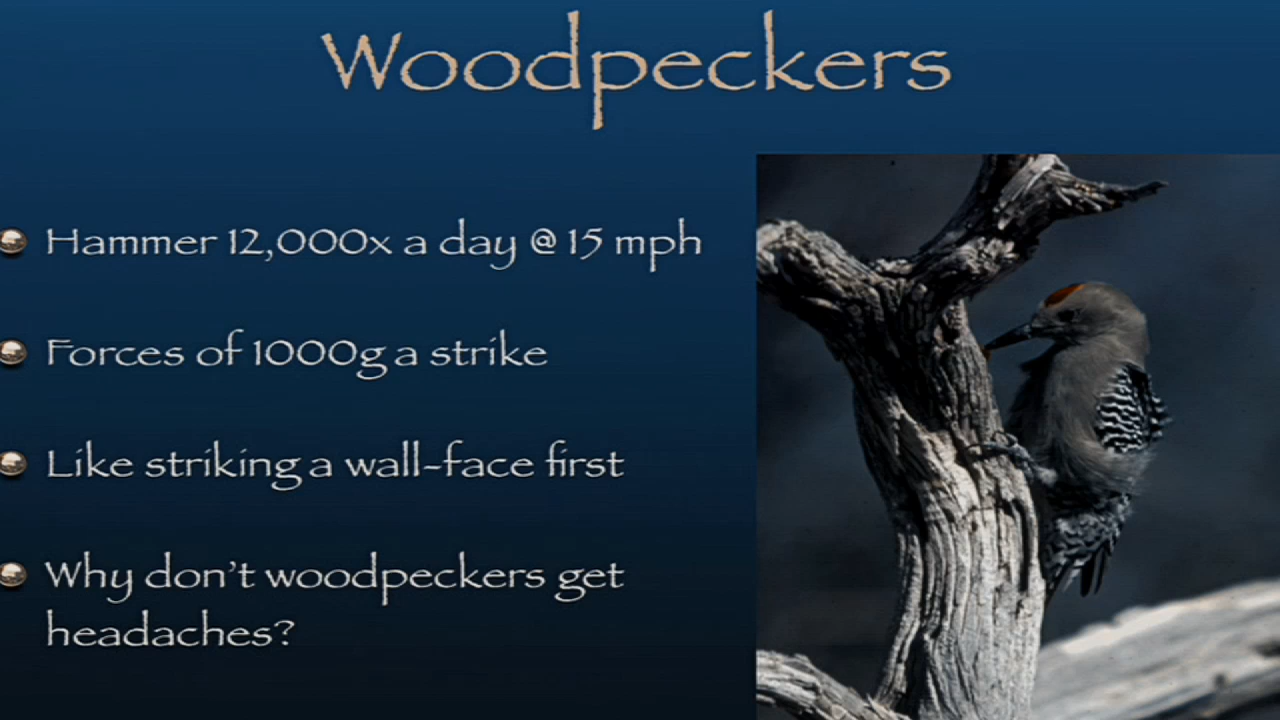 Woodpeckers
Hammer 12,000x a day @ 15 mph
Forces of 1000g a strike
Like striking a wall-face first
Why don't woodpeckers get
headaches?